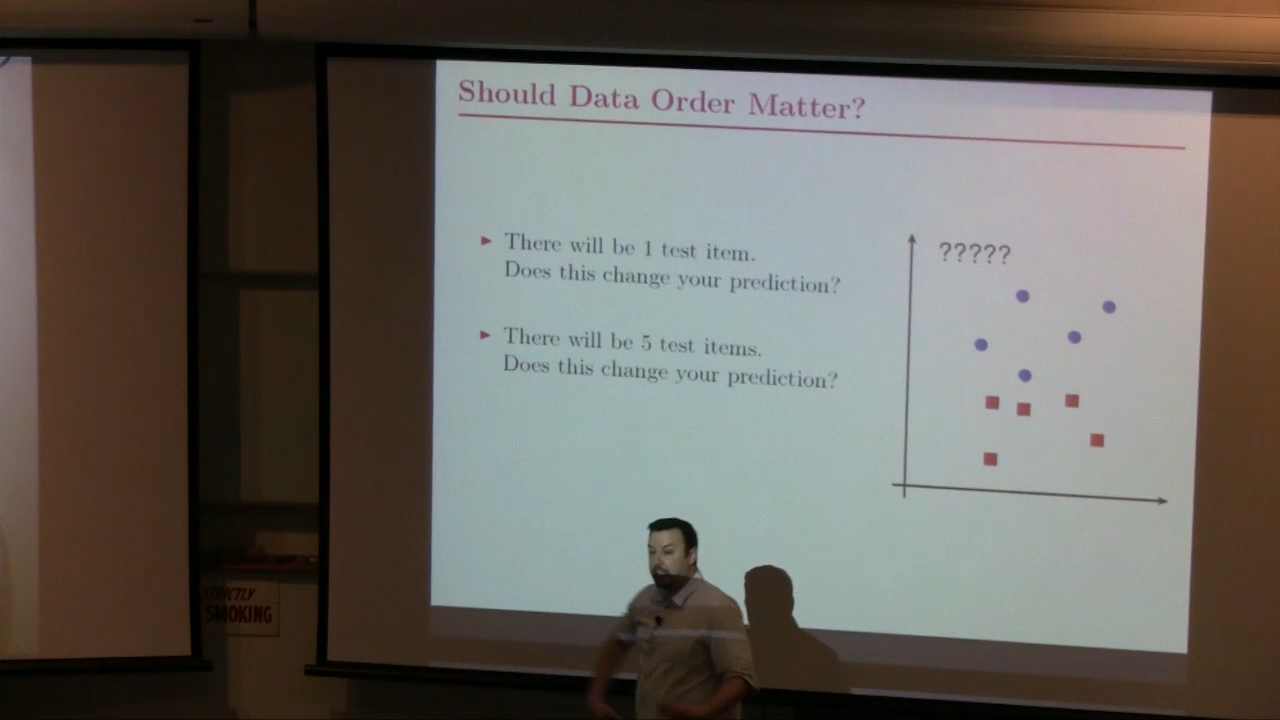 Should Data Order Matter?
► There will be 1 test item.
Does this change your prediction?
► There will be 5 test items.
Does this change your prediction?
?????
STRICTLY
SMOKING